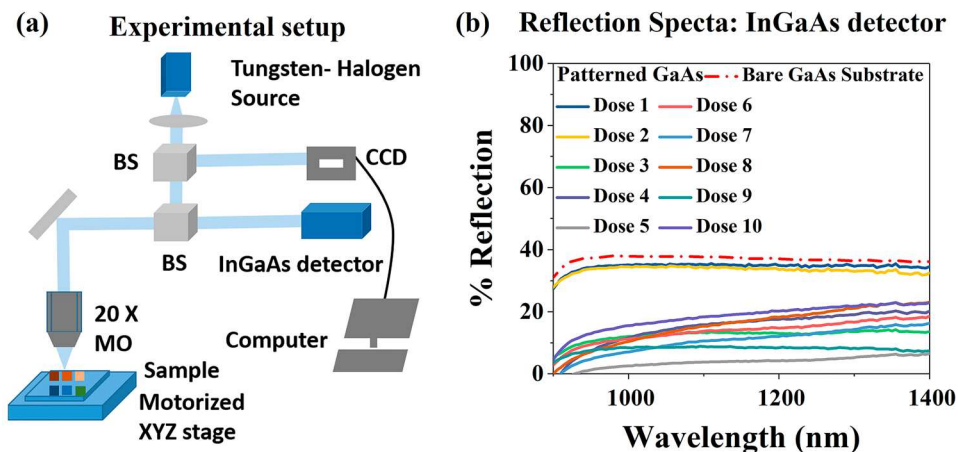 (a)
Experimental setup
Tungsten- Halogen
Source
BS
CCD
BS
InGaAs detector
20 X
MO
Computer
Sample
Motorized
XYZ stage
(b)
Reflection Specta: InGaAs detector
% Reflection
100
80
60
40
20
0
Patterned GaAs
Bare GaAs Substrate
Dose 1
Dose 6
Dose 2
Dose 7
Dose 3
Dose 8
Dose 4
Dose 9
Dose 5
Dose 10
1000
1200
1400
Wavelength (nm)